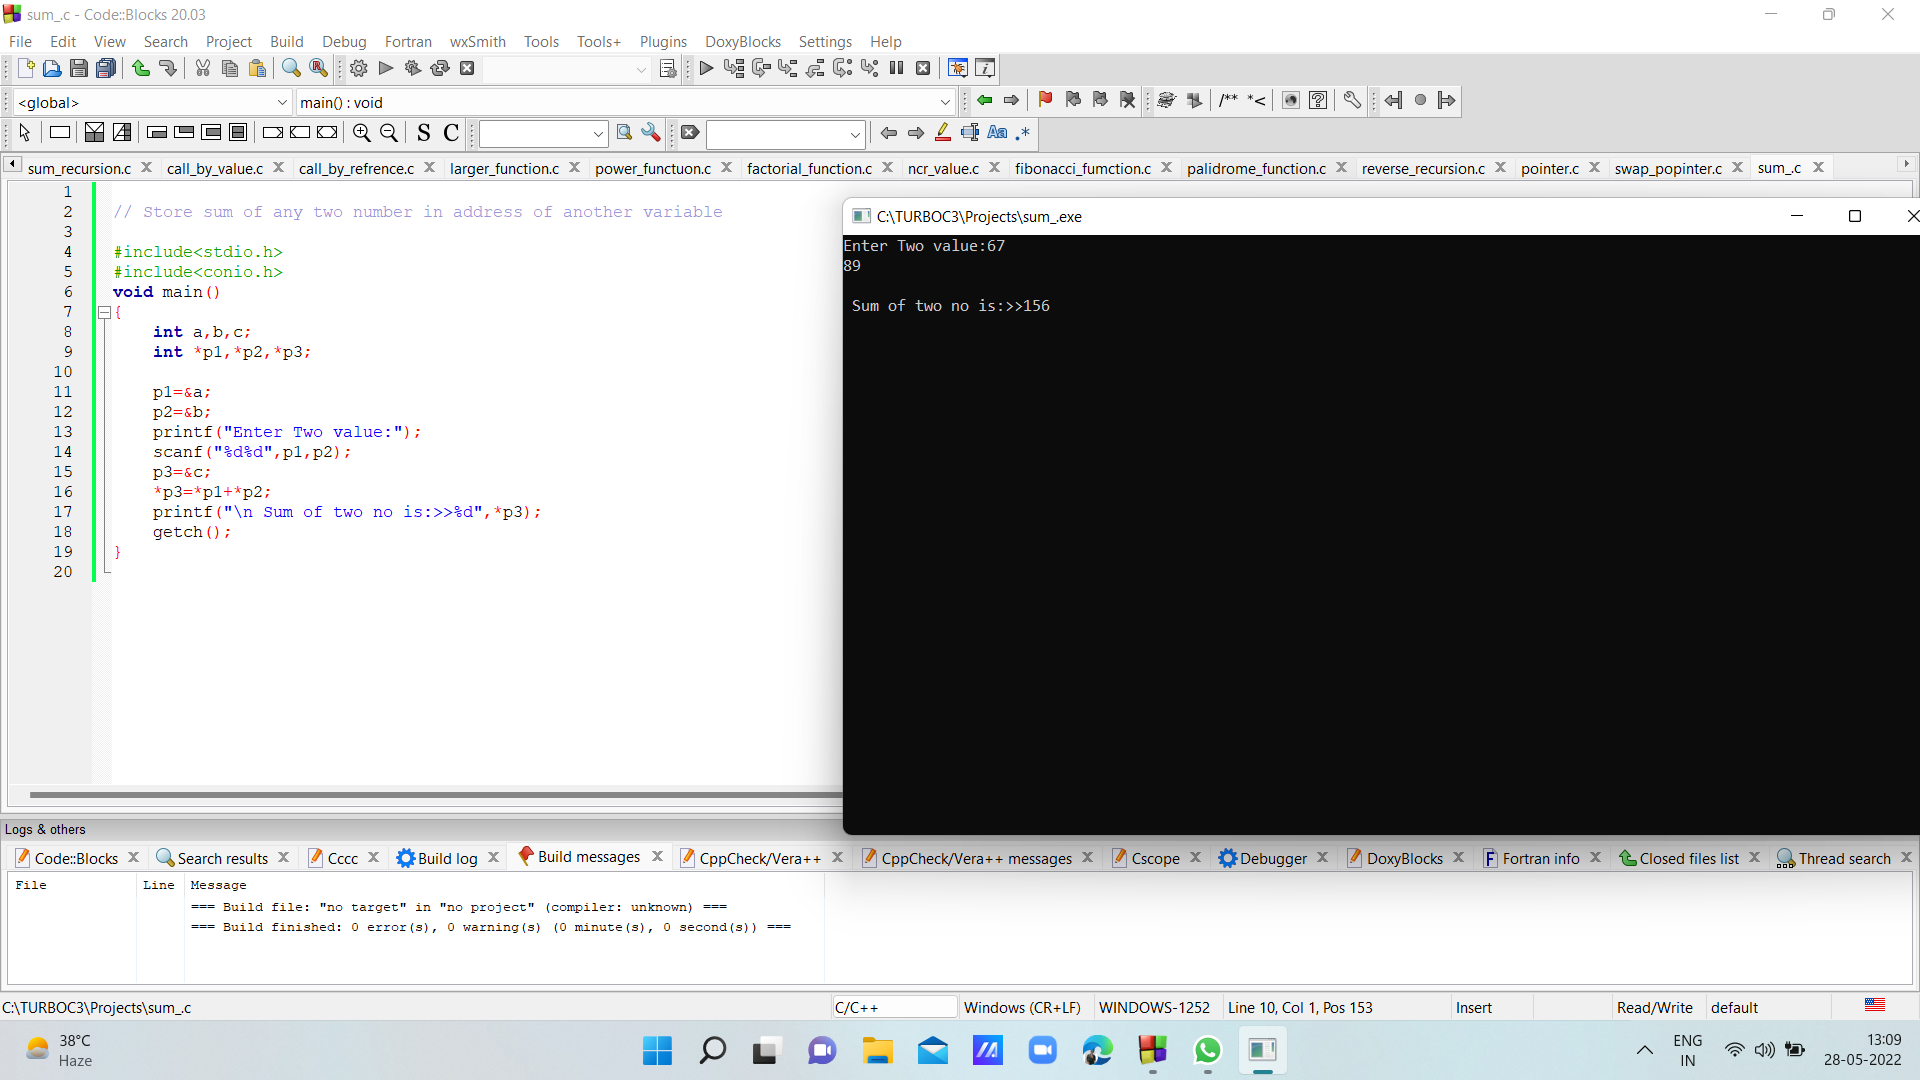 sum_.c - Code::Blocks 20.03
File Edit View Search Project Build Debug Fortran wxSmith Tools Tools+ Plugins DoxyBlocks Settings Help
<global> main() : void
/** *<
S C Aa .*
sum_recursion.c call_by_value.c call_by_refrence.c larger_function.c power_functuon.c factorial_function.c ncr_value.c fibonacci_fumction.c palidrome_function.c reverse_recursion.c pointer.c swap_popinter.c sum_.c
1
2 // Store sum of any two number in address of another variable
3
4 #include<stdio.h>
5 #include<conio.h>
6 void main()
7 {
8 int a,b,c;
9 int *p1,*p2,*p3;
10
11 p1=&a;
12 p2=&b;
13 printf("Enter Two value:");
14 scanf("%d%d",p1,p2);
15 p3=&c;
16 *p3=*p1+*p2;
17 printf("\n Sum of two no is:>>%d",*p3);
18 getch();
19 }
20
C:\TURBOC3\Projects\sum_.exe
Enter Two value:67
89
Sum of two no is:>>156
Logs & others
Code::Blocks Search results Cccc Build log Build messages CppCheck/Vera++ CppCheck/Vera++ messages Cscope Debugger DoxyBlocks Fortran info Closed files list Thread search
File Line Message
=== Build file: "no target" in "no project" (compiler: unknown) ===
=== Build finished: 0 error(s), 0 warning(s) (0 minute(s), 0 second(s)) ===
C:\TURBOC3\Projects\sum_.c C/C++ Windows (CR+LF) WINDOWS-1252 Line 10, Col 1, Pos 153 Insert Read/Write default
38°C
Haze
ENG
IN
13:09
28-05-2022